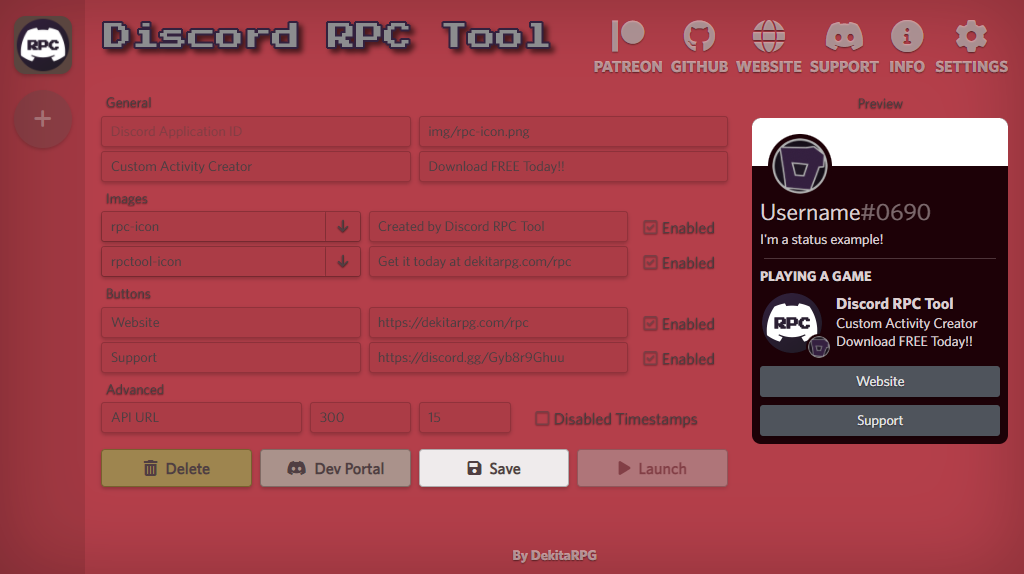 RPC
Discord RPC Tool
PATREON GITHUB WEBSITE SUPPORT INFO SETTINGS
+
General
Discord Application ID
img/rpc-icon.png
Custom Activity Creator
Download FREE Today!!
Images
rpc-icon
Created by Discord RPC Tool
Enabled
rpctool-icon
Get it today at dekitarpg.com/rpc
Enabled
Buttons
Website
https://dekitarpg.com/rpc
Enabled
Support
https://discord.gg/Gyb8r9Ghuu
Enabled
Advanced
API URL
300
15
Disabled Timestamps
Delete
Dev Portal
Save
Launch
Preview
Username#0690
I'm a status example!
PLAYING A GAME
RPC
Discord RPC Tool
Custom Activity Creator
Download FREE Today!!
Website
Support
By DekitaRPG